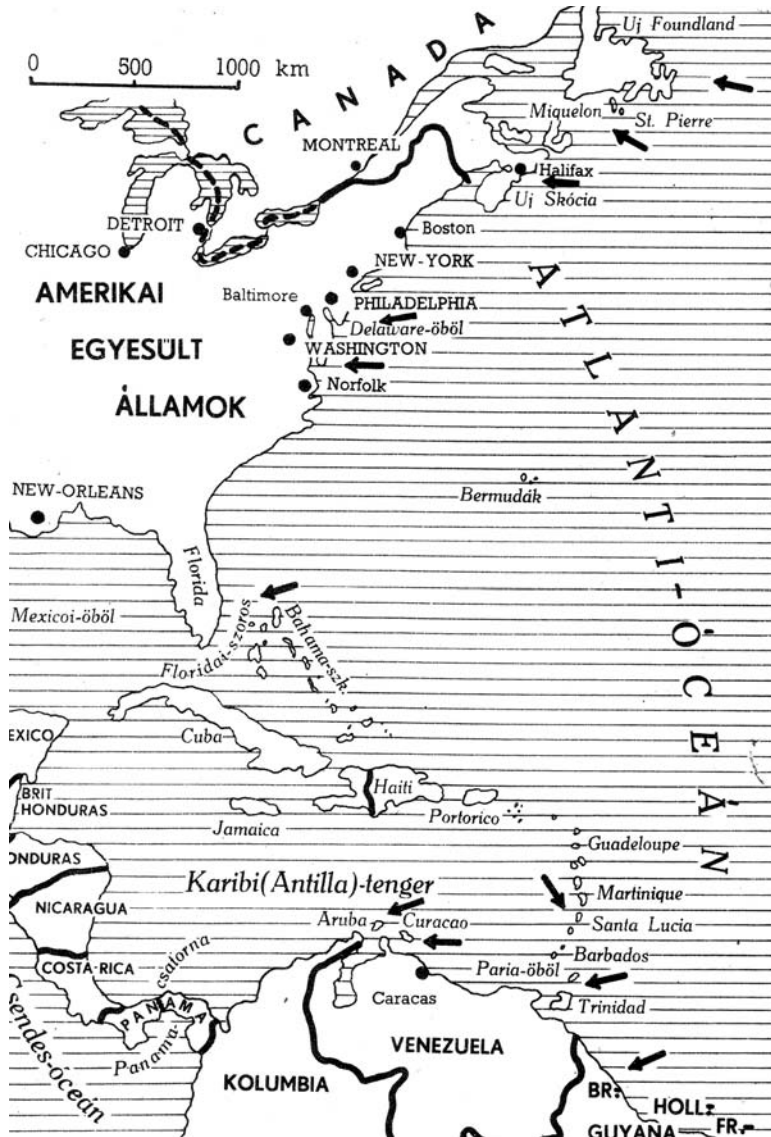 Uj Foundland
0 500 1000 km
CANADA
Miquelon
St. Pierre
MONTREAL
Halifax
Uj Skócia
DETROIT
Boston
CHICAGO
NEW-YORK
AMERIKAI
EGYESÜLT
ÁLLAMOK
Baltimore
PHILADELPHIA
Delaware-öböl
WASHINGTON
Norfolk
ATLANTI-ÓCEÁN
Bermudák
NEW-ORLEANS
Florida
Mexicoi-öböl
Floridai-szoros
Bahama-szk.
Cuba
EXICO
BRIT
HONDURAS
Haiti
Portorico
Jamaica
Guadeloupe
ONDURAS
Karibi(Antilla)-tenger
Martinique
NICARAGUA
Aruba
Curacao
Santa Lucia
COSTA-RICA
Barbados
Paria-öböl
csatorna
Caracas
Trinidad
PANAMA
Panama-
Csendes-óceán
VENEZUELA
KOLUMBIA
BR.
HOLL.
GUYANA
FR.